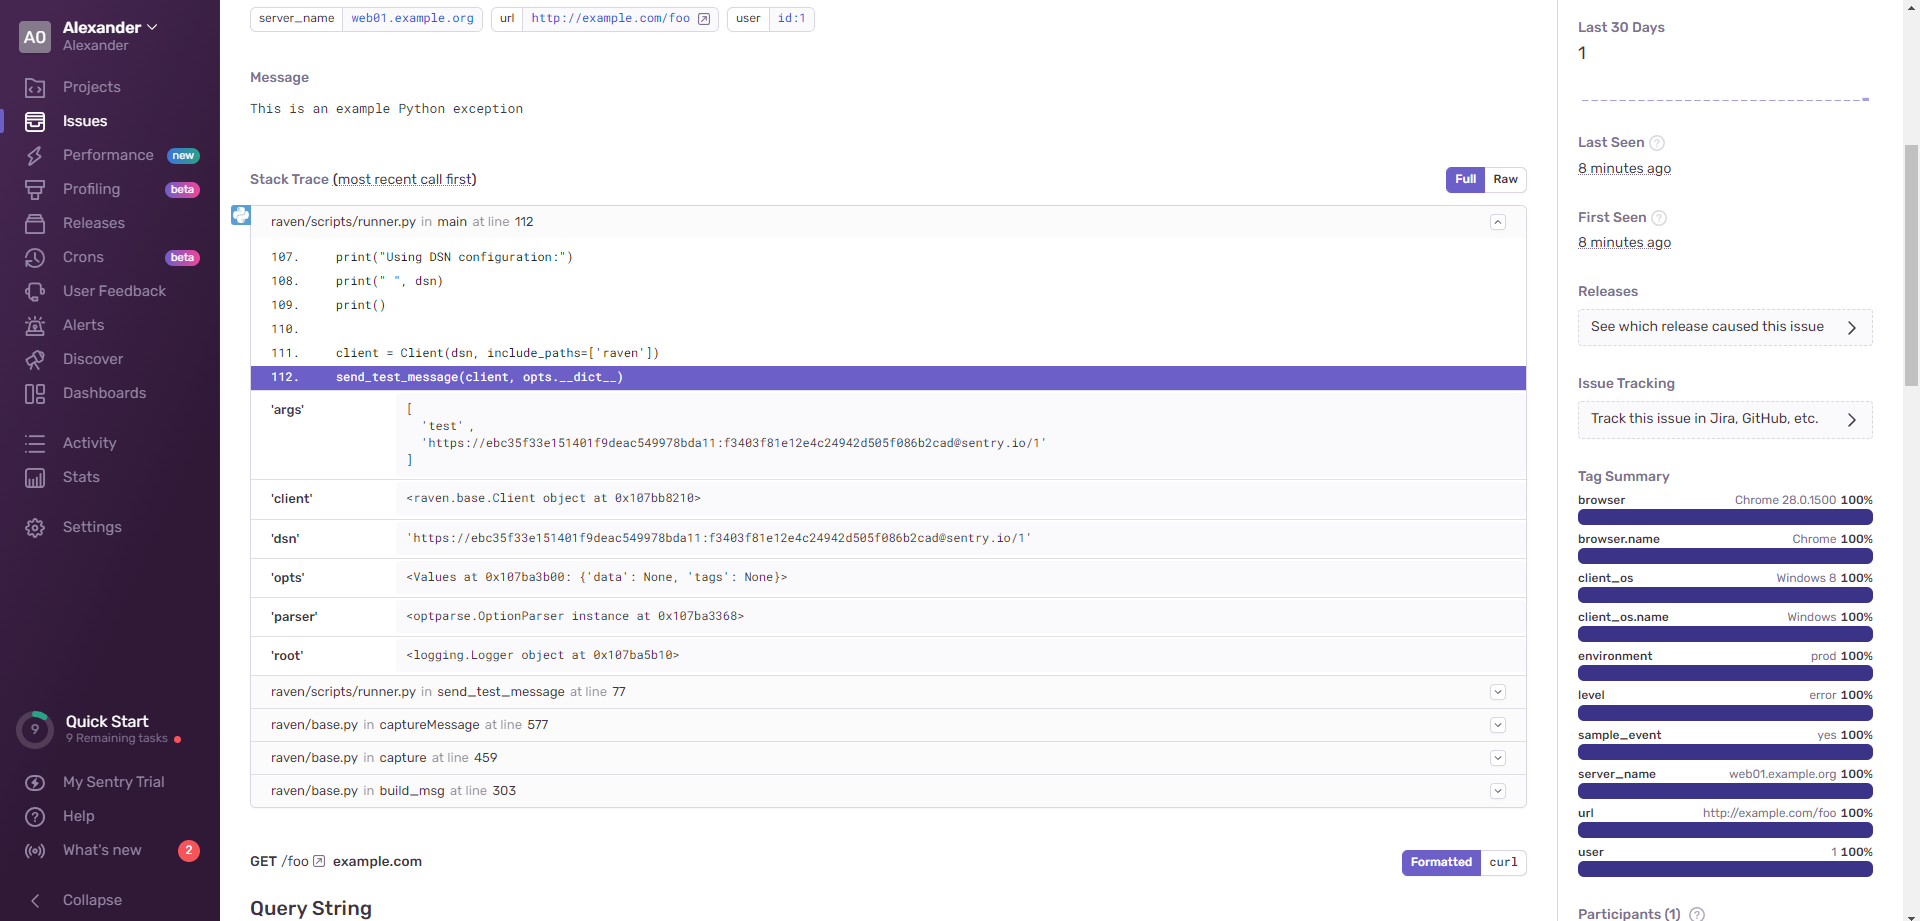 AO
Alexander
Alexander
Projects
Issues
Performance new
Profiling beta
Releases
Crons beta
User Feedback
Alerts
Discover
Dashboards
Activity
Stats
Settings
9
Quick Start
9 Remaining tasks
My Sentry Trial
Help
What's new 2
Collapse
server_name web01.example.org url http://example.com/foo user id:1
Message
This is an example Python exception
Stack Trace (most recent call first) Full Raw
raven/scripts/runner.py in main at line 112
107. print("Using DSN configuration:")
108. print(" ", dsn)
109. print()
110.
111. client = Client(dsn, include_paths=['raven'])
112. send_test_message(client, opts.__dict__)
'args' [
'test' ,
'https://ebc35f33e151401f9deac549978bda11:f3403f81e12e4c24942d505f086b2cad@sentry.io/1'
]
'client' <raven.base.Client object at 0x107bb8210>
'dsn' 'https://ebc35f33e151401f9deac549978bda11:f3403f81e12e4c24942d505f086b2cad@sentry.io/1'
'opts' <Values at 0x107ba3b00: {'data': None, 'tags': None}>
'parser' <optparse.OptionParser instance at 0x107ba3368>
'root' <logging.Logger object at 0x107ba5b10>
raven/scripts/runner.py in send_test_message at line 77
raven/base.py in captureMessage at line 577
raven/base.py in capture at line 459
raven/base.py in build_msg at line 303
GET /foo example.com Formatted curl
Query String
Last 30 Days
1
Last Seen ?
8 minutes ago
First Seen ?
8 minutes ago
Releases
See which release caused this issue
Issue Tracking
Track this issue in Jira, GitHub, etc.
Tag Summary
browser Chrome 28.0.1500 100%
browser.name Chrome 100%
client_os Windows 8 100%
client_os.name Windows 100%
environment prod 100%
level error 100%
sample_event yes 100%
server_name web01.example.org 100%
url http://example.com/foo 100%
user 1 100%
Participants (1) ?